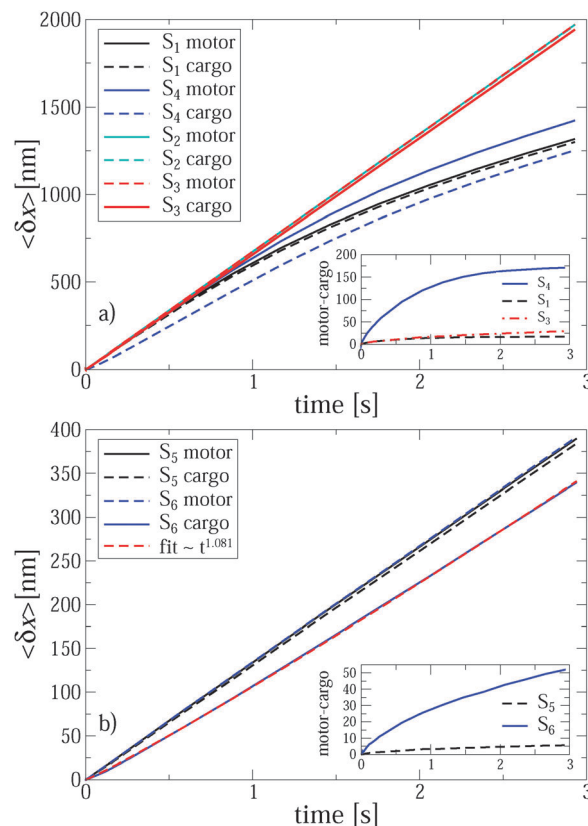 2000
1500
1000
500
0
<δx> [nm]
S₁ motor
S₁ cargo
S₄ motor
S₄ cargo
S₂ motor
S₂ cargo
S₃ motor
S₃ cargo
a)
motor-cargo
200
150
100
50
0
S₄
S₁
S₃
0 1 2 3
0 1 2 3
time [s]
400
350
300
250
200
150
100
50
0
<δx> [nm]
S₅ motor
S₅ cargo
S₆ motor
S₆ cargo
fit ~ t^1.081
b)
motor-cargo
50
40
30
20
10
0
S₅
S₆
0 1 2 3
0 1 2 3
time [s]